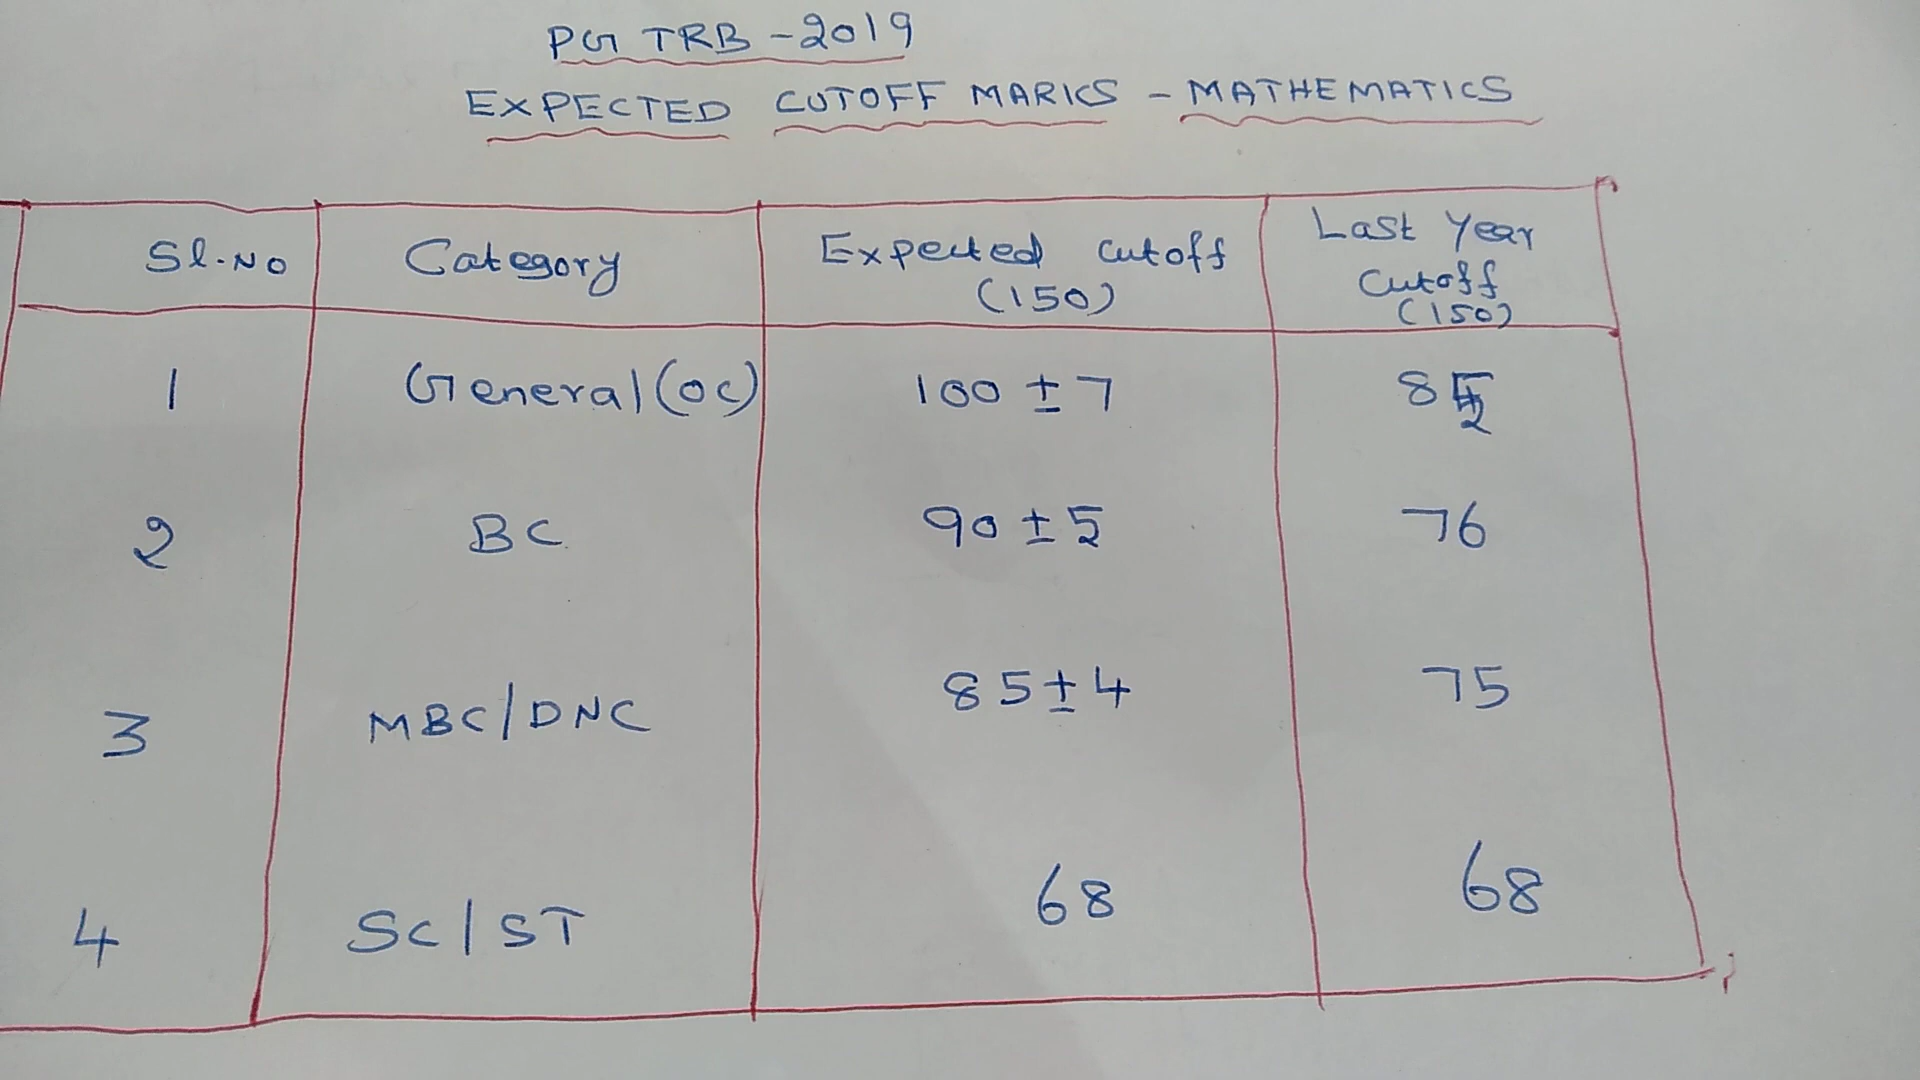 PG TRB - 2019
EXPECTED CUTOFF MARKS - MATHEMATICS
Sl.No Category Expected cutoff (150) Last Year Cutoff (150)
1 General (OC) 100 ± 7
2 BC 90 ± 5 76
3 MBC/DNC 85 ± 4 75
4 SC/ST 68 68